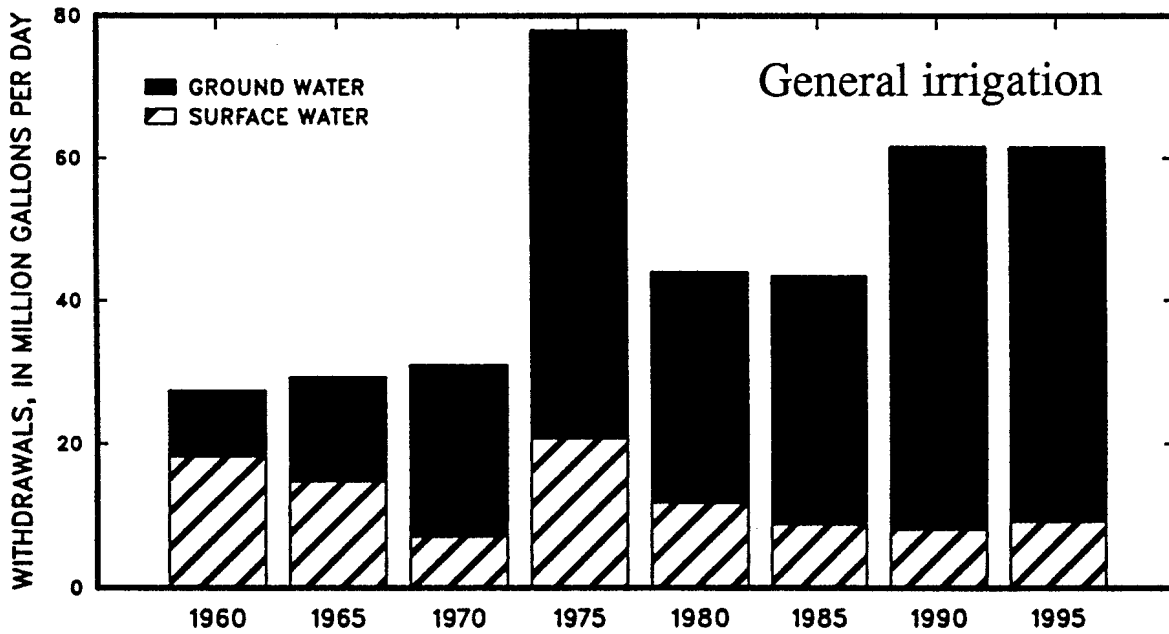 WITHDRAWALS, IN MILLION GALLONS PER DAY
80
60
40
20
0
GROUND WATER
SURFACE WATER
General irrigation
1960 1965 1970 1975 1980 1985 1990 1995